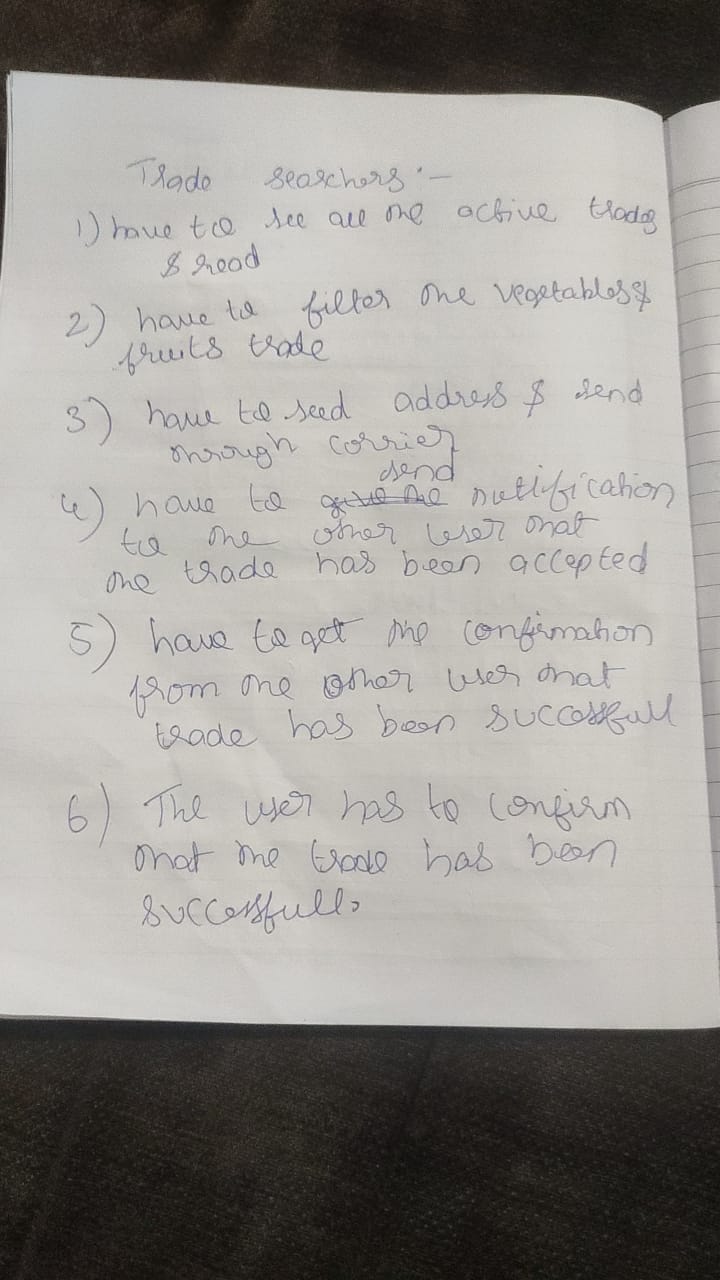 Trade searchers :-
1) have to see all the active trades
& read
2) have to filter the vegetables &
fruits trade
3) have to read address & send
through corrier
send
4) have to give the notification
to the other user that
the trade has been accepted
5) have to get the confirmation
from the other user that
trade has been successfull
6) The user has to confirm
that the trade has been
successfull.